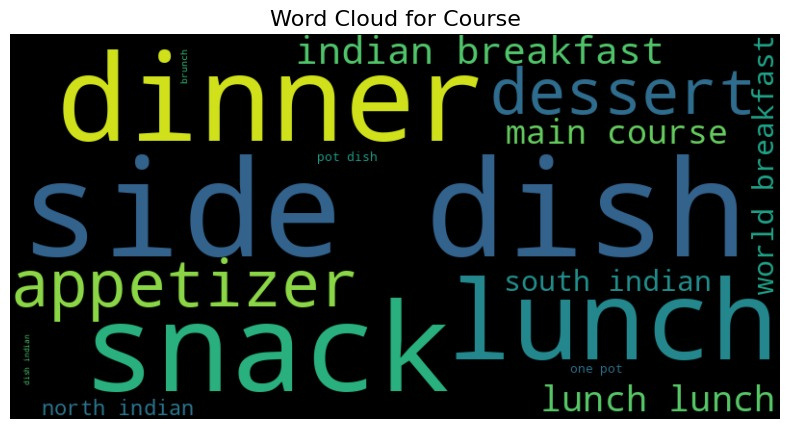 Word Cloud for Course
brunch
indian breakfast
dinner
dessert
world breakfast
main course
pot dish
side dish
appetizer
south indian
snack
lunch
dish indian
one pot
north indian
lunch lunch